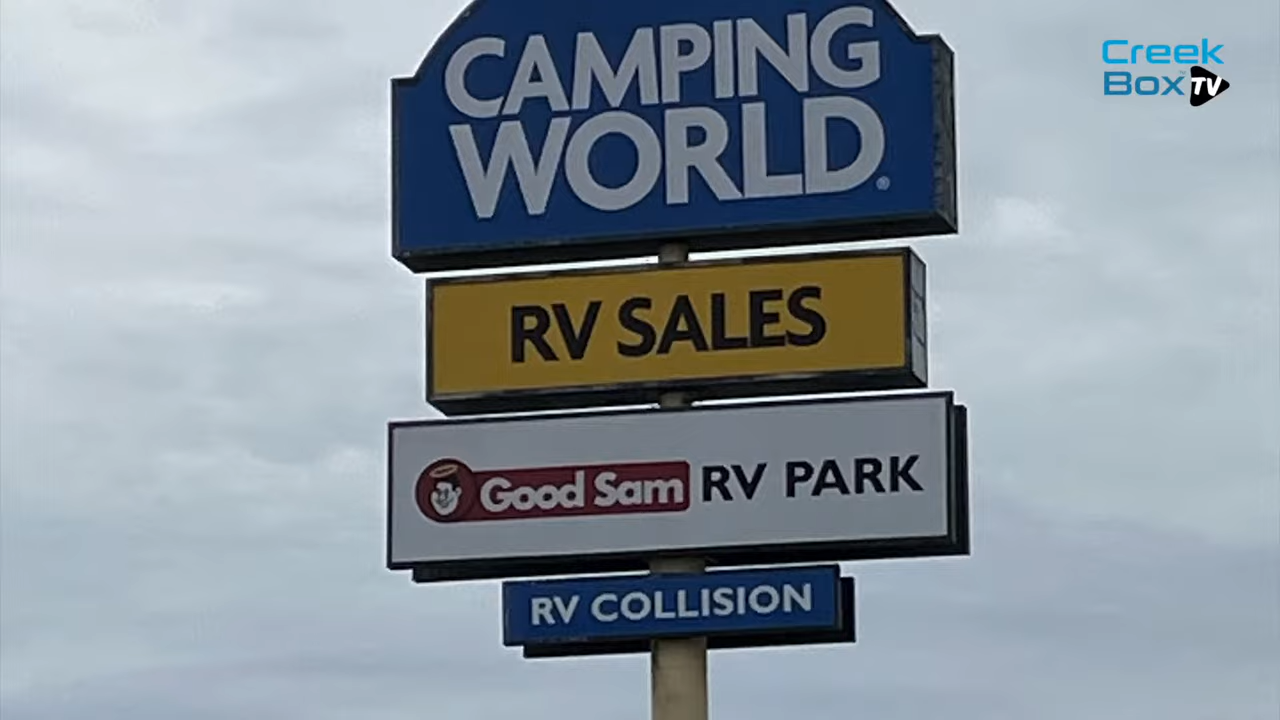 CAMPING
WORLD®
RV SALES
Good Sam RV PARK
RV COLLISION
Creek
Box TV